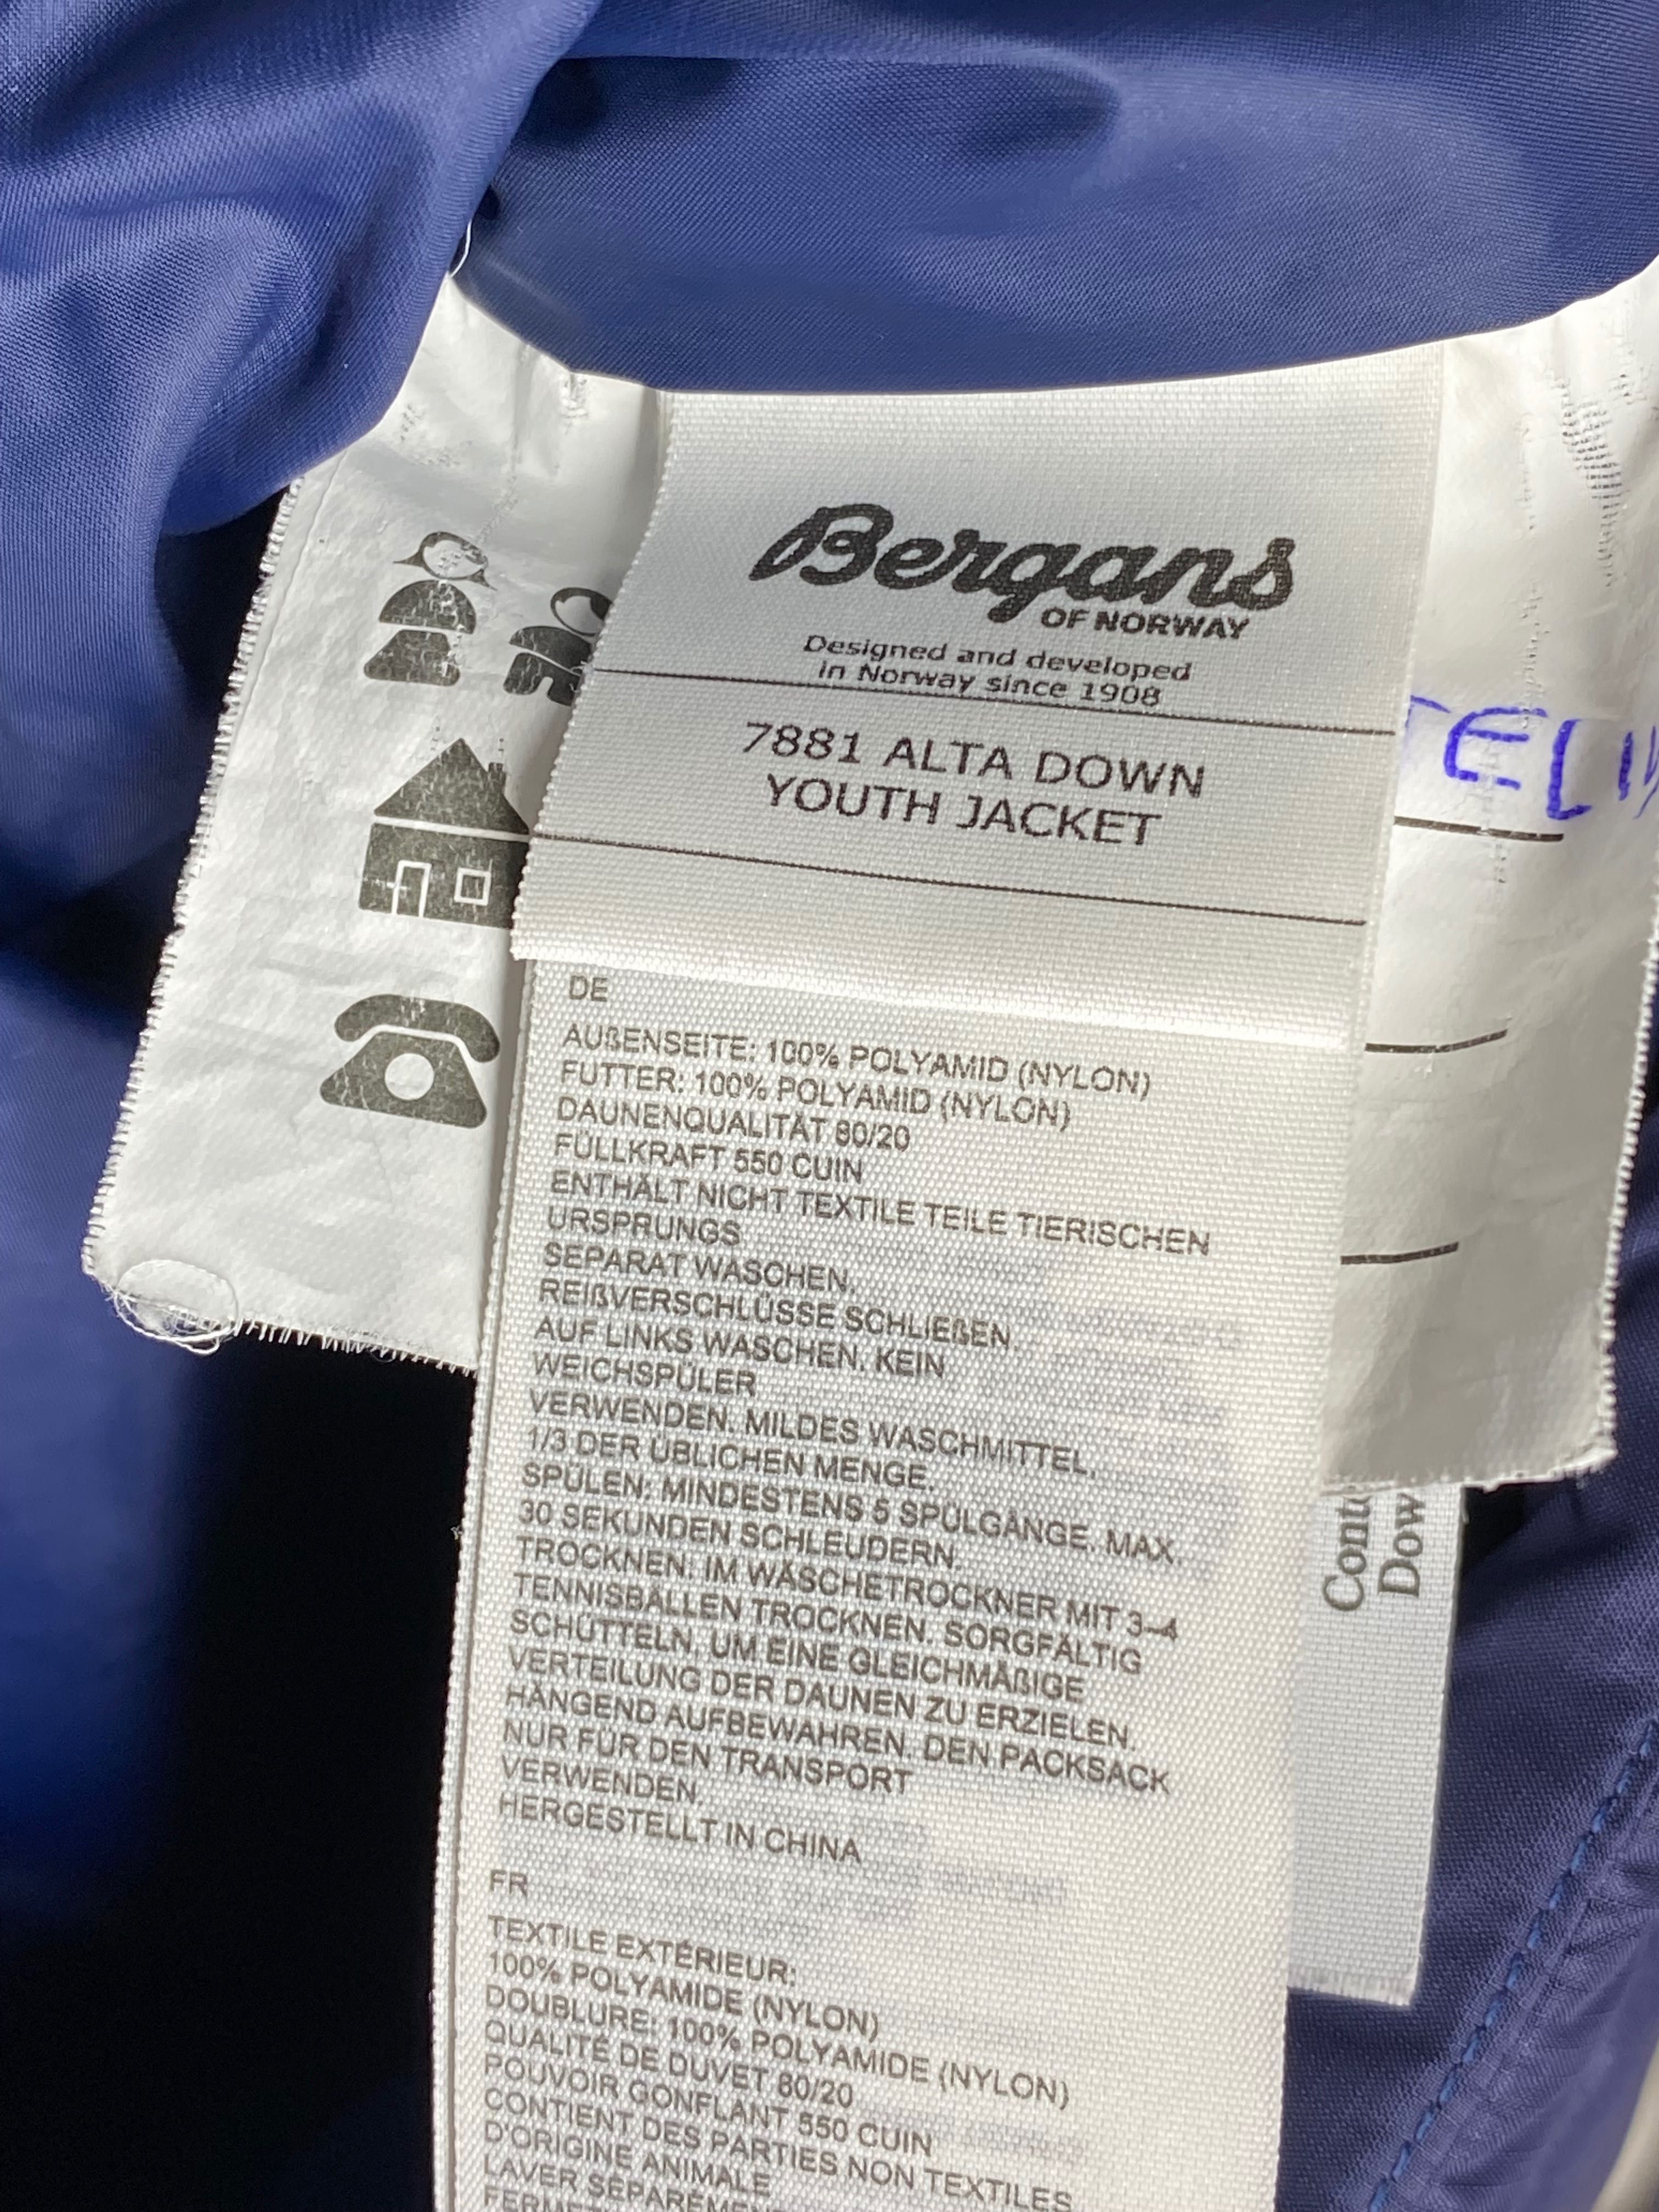 Bergans
OF NORWAY
Designed and developed
in Norway since 1908
7881 ALTA DOWN
YOUTH JACKET
DE
AUßENSEITE: 100% POLYAMID (NYLON)
FUTTER: 100% POLYAMID (NYLON)
DAUNENQUALITÄT 80/20
FÜLLKRAFT 550 CUIN
ENTHÄLT NICHT TEXTILE TEILE TIERISCHEN
URSPRUNGS
SEPARAT WASCHEN.
REIßVERSCHLÜSSE SCHLIEßEN.
AUF LINKS WASCHEN. KEIN
WEICHSPÜLER
VERWENDEN. MILDES WASCHMITTEL,
1/3 DER ÜBLICHEN MENGE.
SPÜLEN: MINDESTENS 5 SPÜLGÄNGE. MAX.
30 SEKUNDEN SCHLEUDERN.
TROCKNEN: IM WÄSCHETROCKNER MIT 3–4
TENNISBÄLLEN TROCKNEN. SORGFÄLTIG
SCHÜTTELN, UM EINE GLEICHMÄßIGE
VERTEILUNG DER DAUNEN ZU ERZIELEN.
HÄNGEND AUFBEWAHREN. DEN PACKSACK
NUR FÜR DEN TRANSPORT
VERWENDEN.
HERGESTELLT IN CHINA
FR
TEXTILE EXTÉRIEUR:
100% POLYAMIDE (NYLON)
DOUBLURE: 100% POLYAMIDE (NYLON)
QUALITÉ DE DUVET 80/20
POUVOIR GONFLANT 550 CUIN
CONTIENT DES PARTIES NON TEXTILES
D'ORIGINE ANIMALE
LAVER